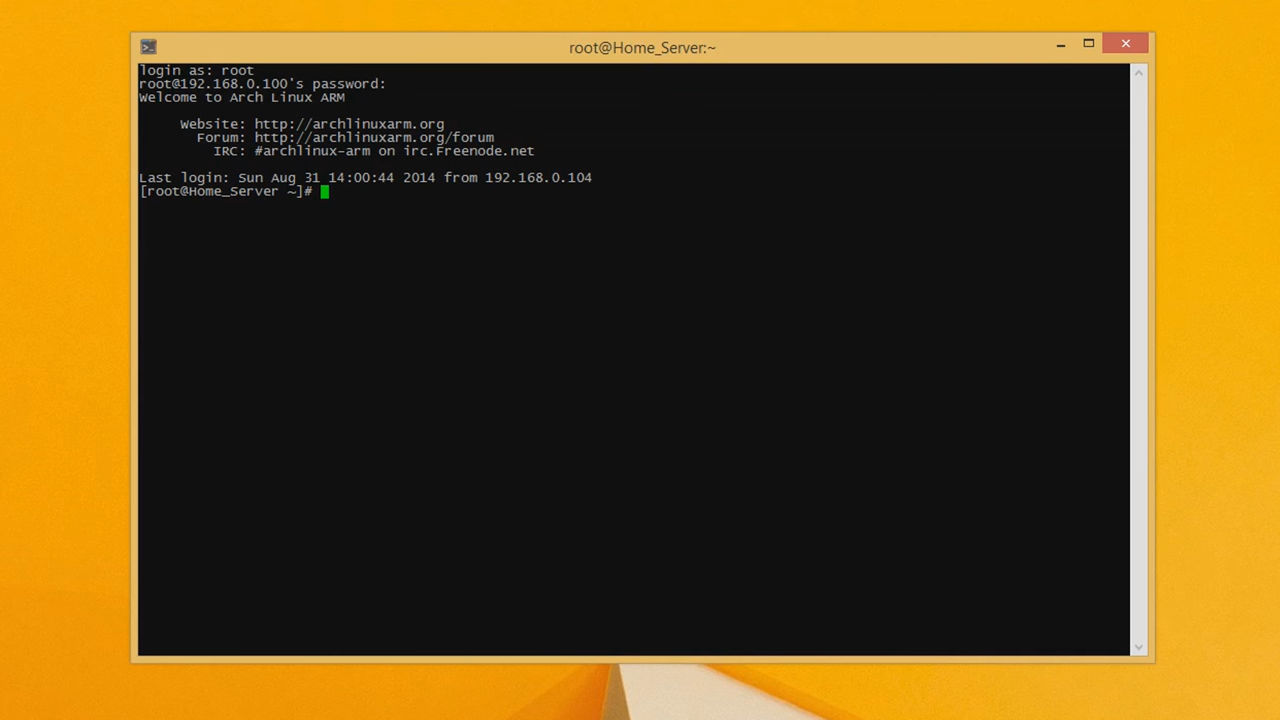 root@Home_Server:~
login as: root
root@192.168.0.100's password:
Welcome to Arch Linux ARM
Website: http://archlinuxarm.org
Forum: http://archlinuxarm.org/forum
IRC: #archlinux-arm on irc.Freenode.net
Last login: Sun Aug 31 14:00:44 2014 from 192.168.0.104
[root@Home_Server ~]#